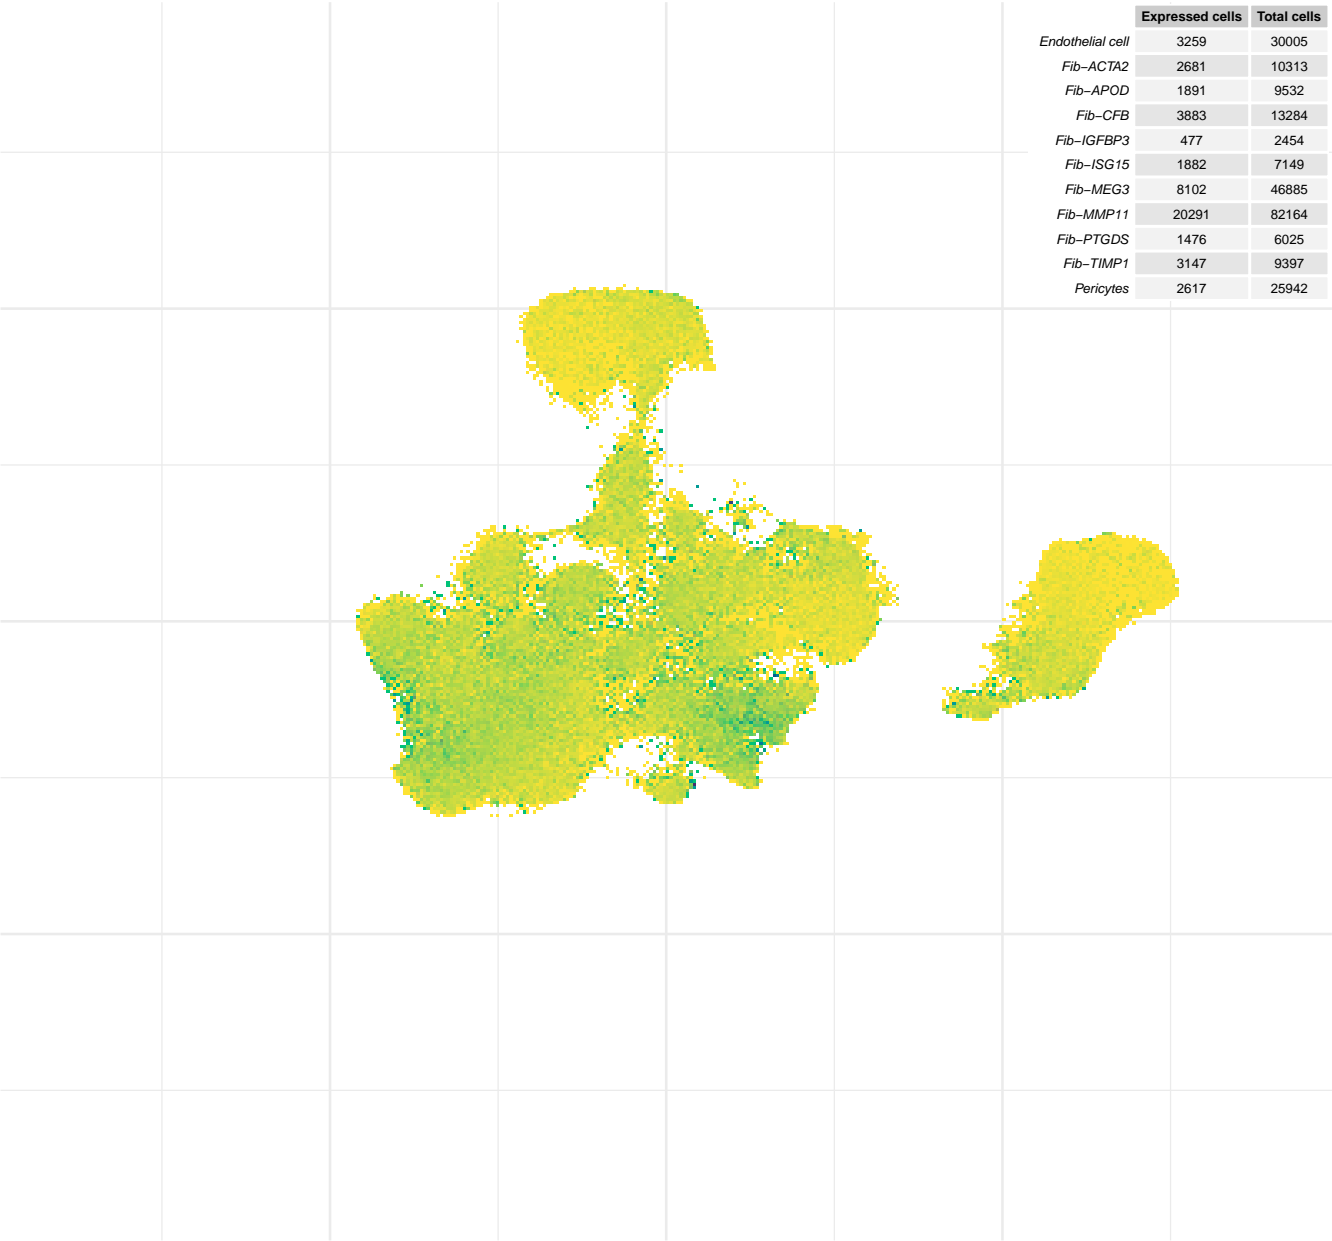 Expressed cells Total cells
Endothelial cell 3259 30005
Fib−ACTA2 2681 10313
Fib−APOD 1891 9532
Fib−CFB 3883 13284
Fib−IGFBP3 477 2454
Fib−ISG15 1882 7149
Fib−MEG3 8102 46885
Fib−MMP11 20291 82164
Fib−PTGDS 1476 6025
Fib−TIMP1 3147 9397
Pericytes 2617 25942